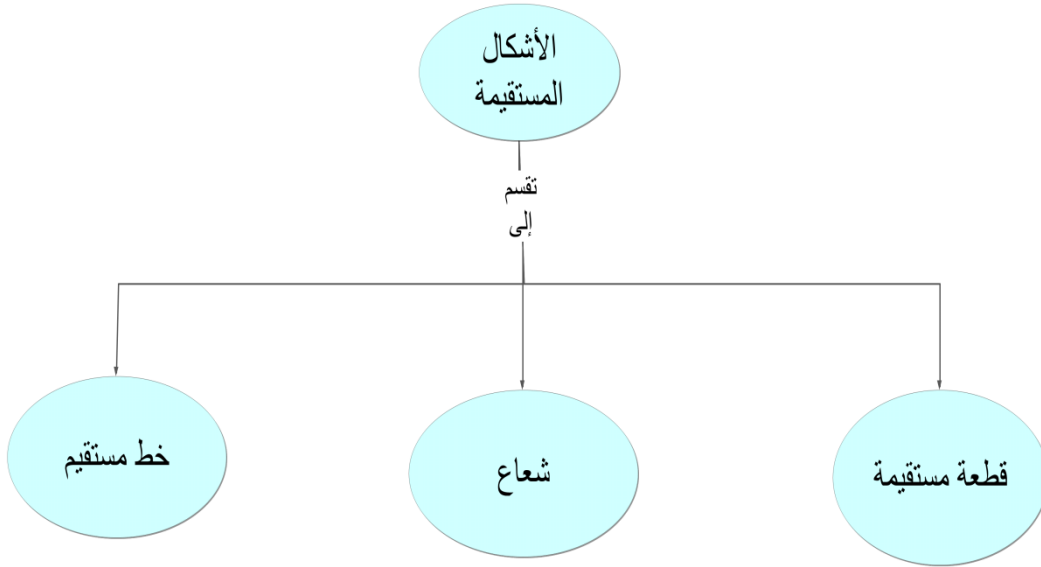 الأشكال
المستقيمة
تقسم
إلى
قطعة مستقيمة
شعاع
خط مستقيم